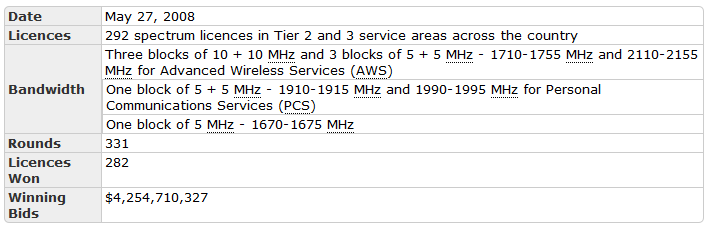 Date May 27, 2008
Licences 292 spectrum licences in Tier 2 and 3 service areas across the country
Bandwidth
Three blocks of 10 + 10 MHz and 3 blocks of 5 + 5 MHz - 1710-1755 MHz and 2110-2155
MHz for Advanced Wireless Services (AWS)
One block of 5 + 5 MHz - 1910-1915 MHz and 1990-1995 MHz for Personal
Communications Services (PCS)
One block of 5 MHz - 1670-1675 MHz
Rounds 331
Licences 282
Won
Winning $4,254,710,327
Bids